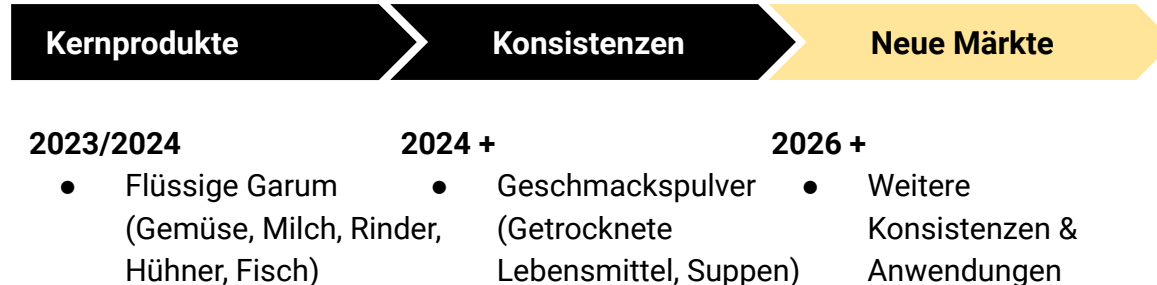 Kernprodukte
Konsistenzen
Neue Märkte
2023/2024
● Flüssige Garum
(Gemüse, Milch, Rinder,
Hühner, Fisch)
2024 +
● Geschmackspulver
(Getrocknete
Lebensmittel, Suppen)
2026 +
● Weitere
Konsistenzen &
Anwendungen